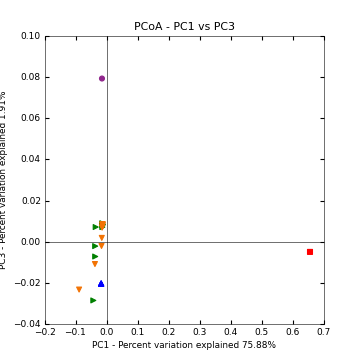 PCoA - PC1 vs PC3
PC3 - Percent variation explained 1.91%
0.10
0.08
0.06
0.04
0.02
0.00
−0.02
−0.04
−0.2 −0.1 0.0 0.1 0.2 0.3 0.4 0.5 0.6 0.7
PC1 - Percent variation explained 75.88%